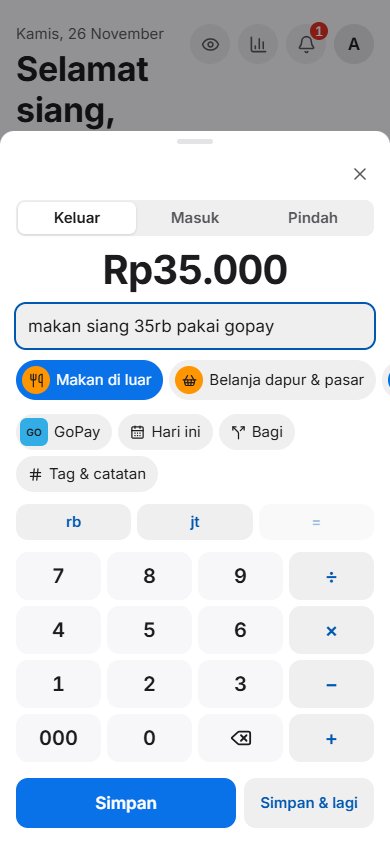 Kamis, 26 November
1
A
Selamat
siang,
Keluar Masuk Pindah
Rp35.000
makan siang 35rb pakai gopay
Makan di luar Belanja dapur & pasar
GO GoPay Hari ini Bagi
# Tag & catatan
rb jt =
7 8 9 ÷
4 5 6 ×
1 2 3 −
000 0 +
Simpan Simpan & lagi